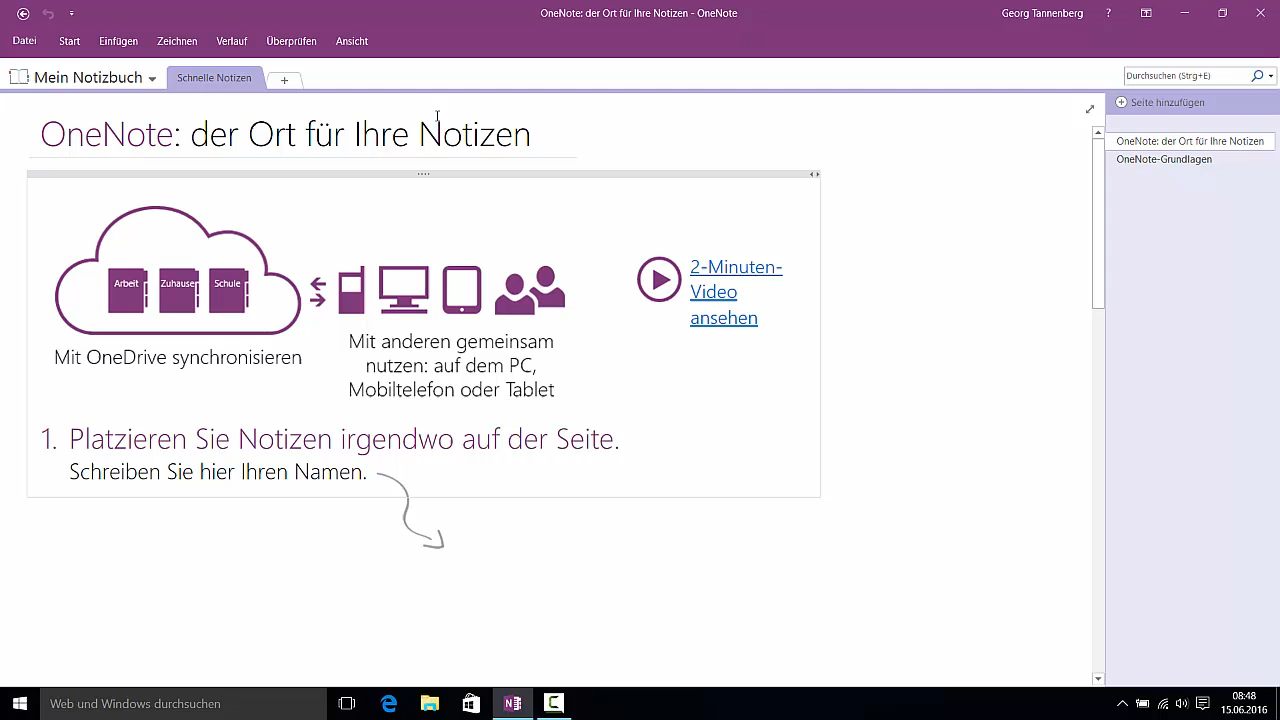 OneNote: der Ort für Ihre Notizen - OneNote
Georg Tannenberg
?
Datei Start Einfügen Zeichnen Verlauf Überprüfen Ansicht
Mein Notizbuch
Schnelle Notizen
+
Durchsuchen (Strg+E)
Seite hinzufügen
OneNote: der Ort für Ihre Notizen
OneNote-Grundlagen
OneNote: der Ort für Ihre Notizen
Arbeit
Zuhause
Schule
Mit OneDrive synchronisieren
Mit anderen gemeinsam
nutzen: auf dem PC,
Mobiltelefon oder Tablet
2-Minuten-
Video
ansehen
1. Platzieren Sie Notizen irgendwo auf der Seite.
Schreiben Sie hier Ihren Namen.
Web und Windows durchsuchen
08:48
15.06.2016